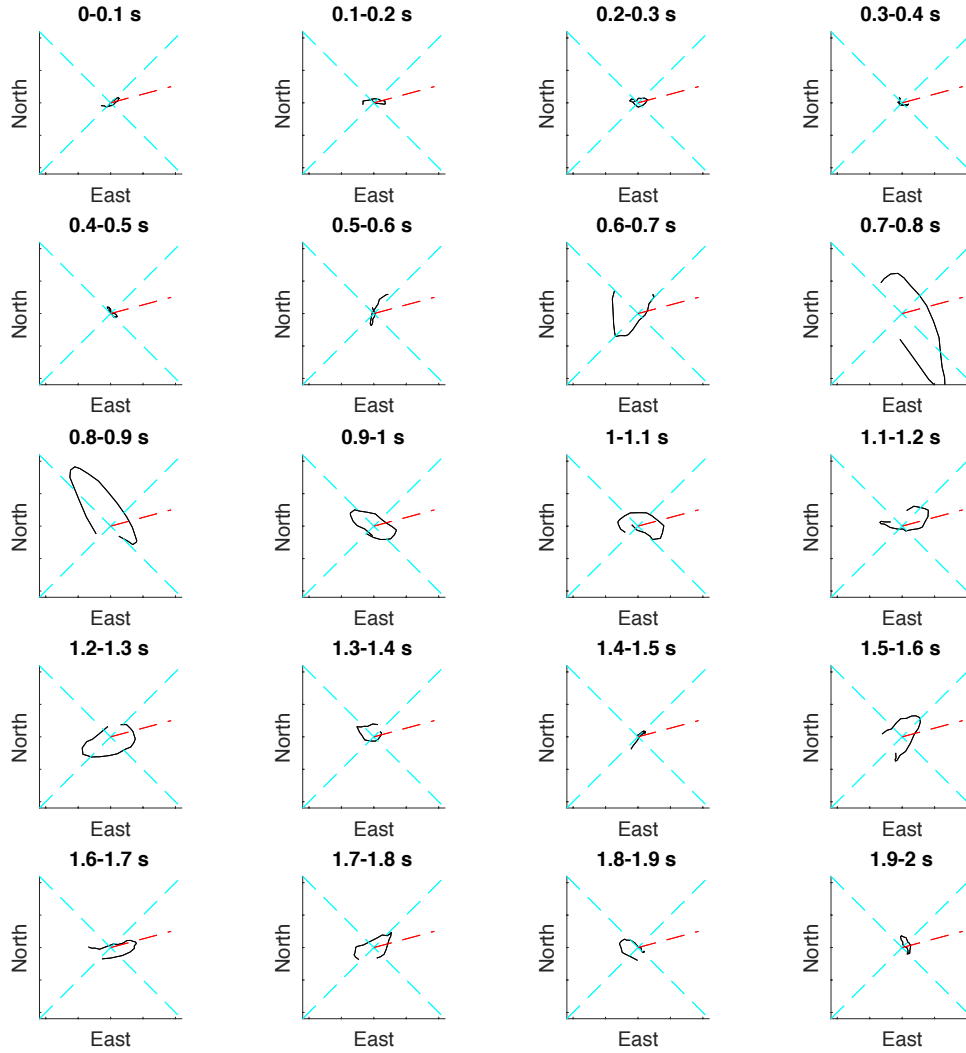 0-0.1 s
0.1-0.2 s
0.2-0.3 s
0.3-0.4 s
North
North
North
North
East
East
East
East
0.4-0.5 s
0.5-0.6 s
0.6-0.7 s
0.7-0.8 s
North
North
North
North
East
East
East
East
0.8-0.9 s
0.9-1 s
1-1.1 s
1.1-1.2 s
North
North
North
North
East
East
East
East
1.2-1.3 s
1.3-1.4 s
1.4-1.5 s
1.5-1.6 s
North
North
North
North
East
East
East
East
1.6-1.7 s
1.7-1.8 s
1.8-1.9 s
1.9-2 s
North
North
North
North
East
East
East
East